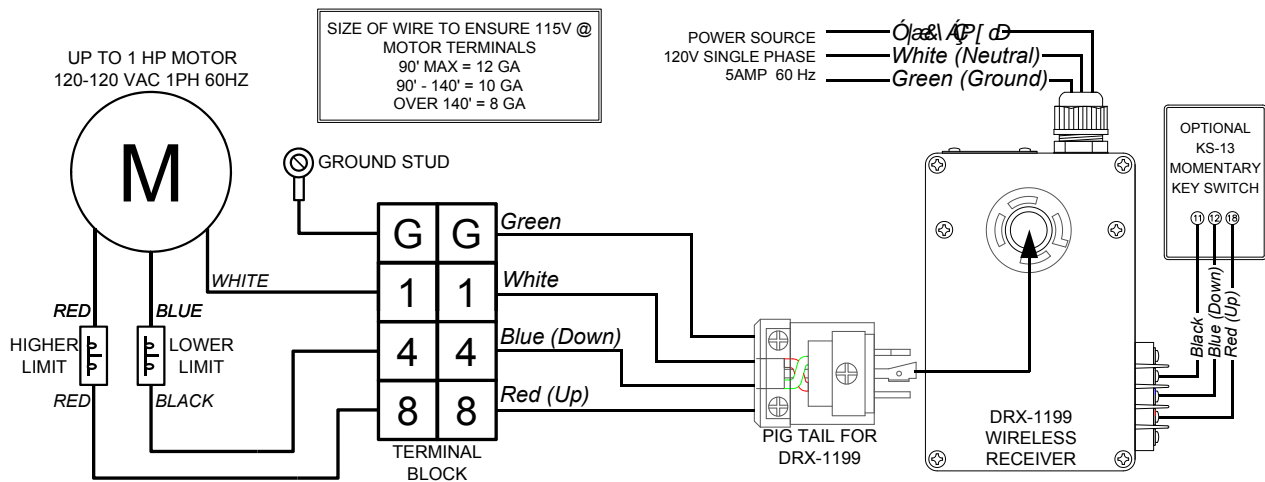 SIZE OF WIRE TO ENSURE 115V @
MOTOR TERMINALS
90' MAX = 12 GA
90' - 140' = 10 GA
OVER 140' = 8 GA
UP TO 1 HP MOTOR
120-120 VAC 1PH 60HZ
M
GROUND STUD
POWER SOURCE
120V SINGLE PHASE
5AMP 60 Hz
White (Neutral)
Green (Ground)
OPTIONAL
KS-13
MOMENTARY
KEY SWITCH
11 12 18
Black
Blue (Down)
Red (Up)
WHITE
RED
BLUE
HIGHER
LIMIT
LOWER
LIMIT
RED
BLACK
G G
1 1
4 4
8 8
Green
White
Blue (Down)
Red (Up)
TERMINAL
BLOCK
PIG TAIL FOR
DRX-1199
DRX-1199
WIRELESS
RECEIVER